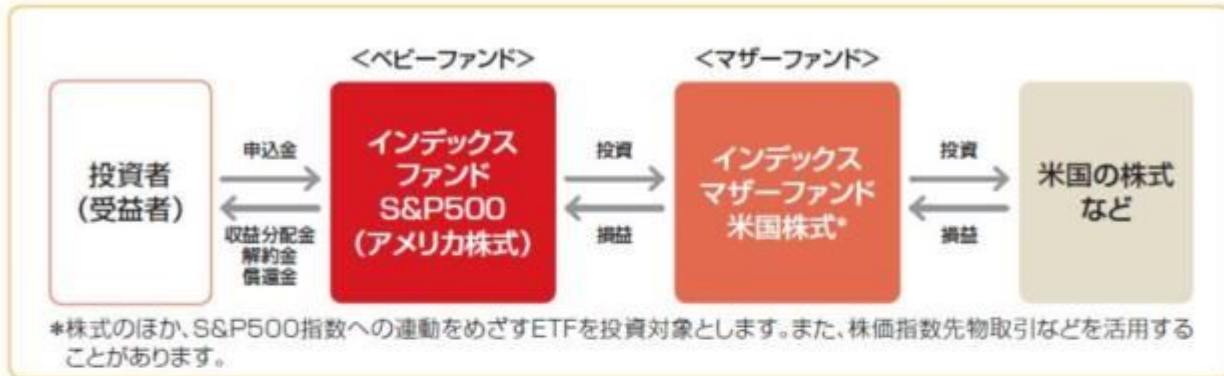 <ベビーファンド>
<マザーファンド>
投資者
(受益者)
申込金
収益分配金
解約金
償還金
インデックス
ファンド
S&P500
(アメリカ株式)
投資
損益
インデックス
マザーファンド
米国株式*
投資
損益
米国の株式
など
*株式のほか、S&P500指数への連動をめざすETFを投資対象とします。また、株価指数先物取引などを活用する
ことがあります。